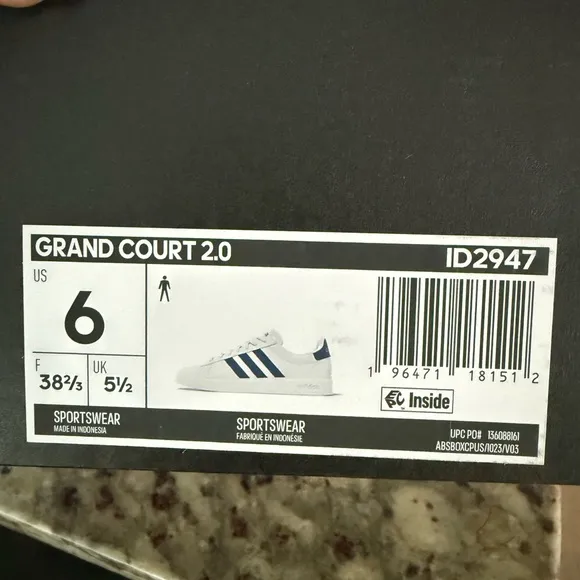 GRAND COURT 2.0 ID2947
US
6
F
38⅔
UK
5½
1 96471 18151 2
Inside
SPORTSWEAR
MADE IN INDONESIA
SPORTSWEAR
FABRIQUÉ EN INDONÉSIE
UPC PO# 136088161
ABSBOXCPUS/1023/V03